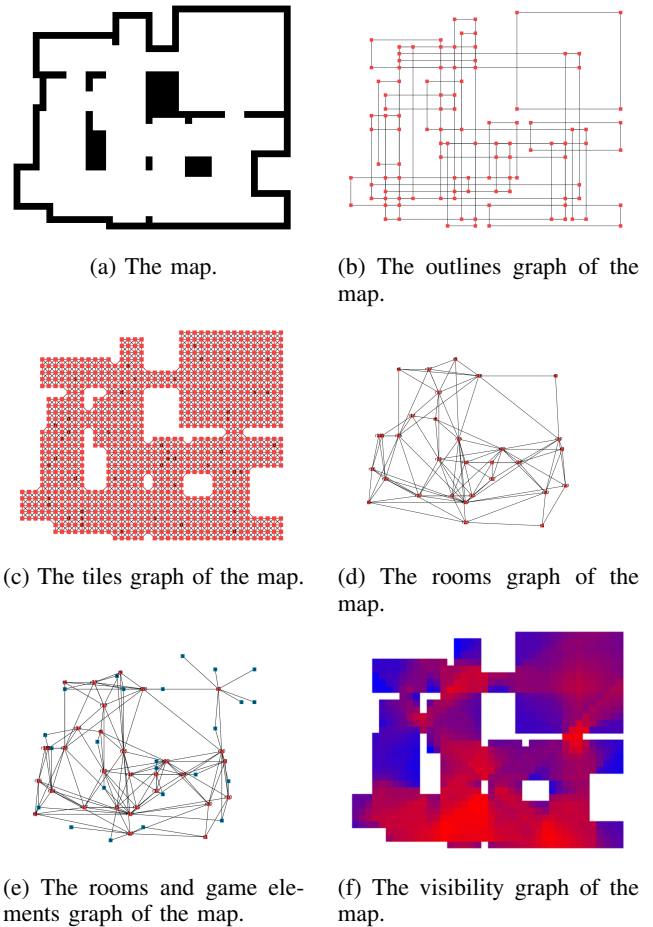 (a) The map.
(b) The outlines graph of the
map.
(c) The tiles graph of the map.
(d) The rooms graph of the
map.
(e) The rooms and game ele-
ments graph of the map.
(f) The visibility graph of the
map.